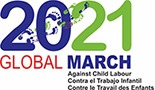 2021
GLOBAL MARCH
Against Child Labour
Contra el Trabajo Infantil
Contre le Travail des Enfants